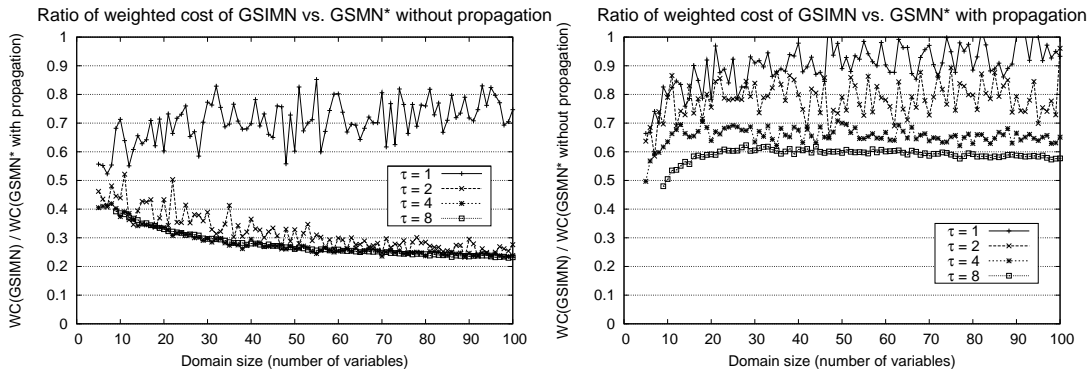 Ratio of weighted cost of GSIMN vs. GSMN* without propagation
WC(GSIMN) / WC(GSMN* with propagation)
1
0.9
0.8
0.7
0.6
0.5
0.4
0.3
0.2
0.1
0
τ = 1
τ = 2
τ = 4
τ = 8
0 10 20 30 40 50 60 70 80 90 100
Domain size (number of variables)
Ratio of weighted cost of GSIMN vs. GSMN* with propagation
WC(GSIMN) / WC(GSMN* without propagation)
1
0.9
0.8
0.7
0.6
0.5
0.4
0.3
0.2
0.1
0
τ = 1
τ = 2
τ = 4
τ = 8
0 10 20 30 40 50 60 70 80 90 100
Domain size (number of variables)